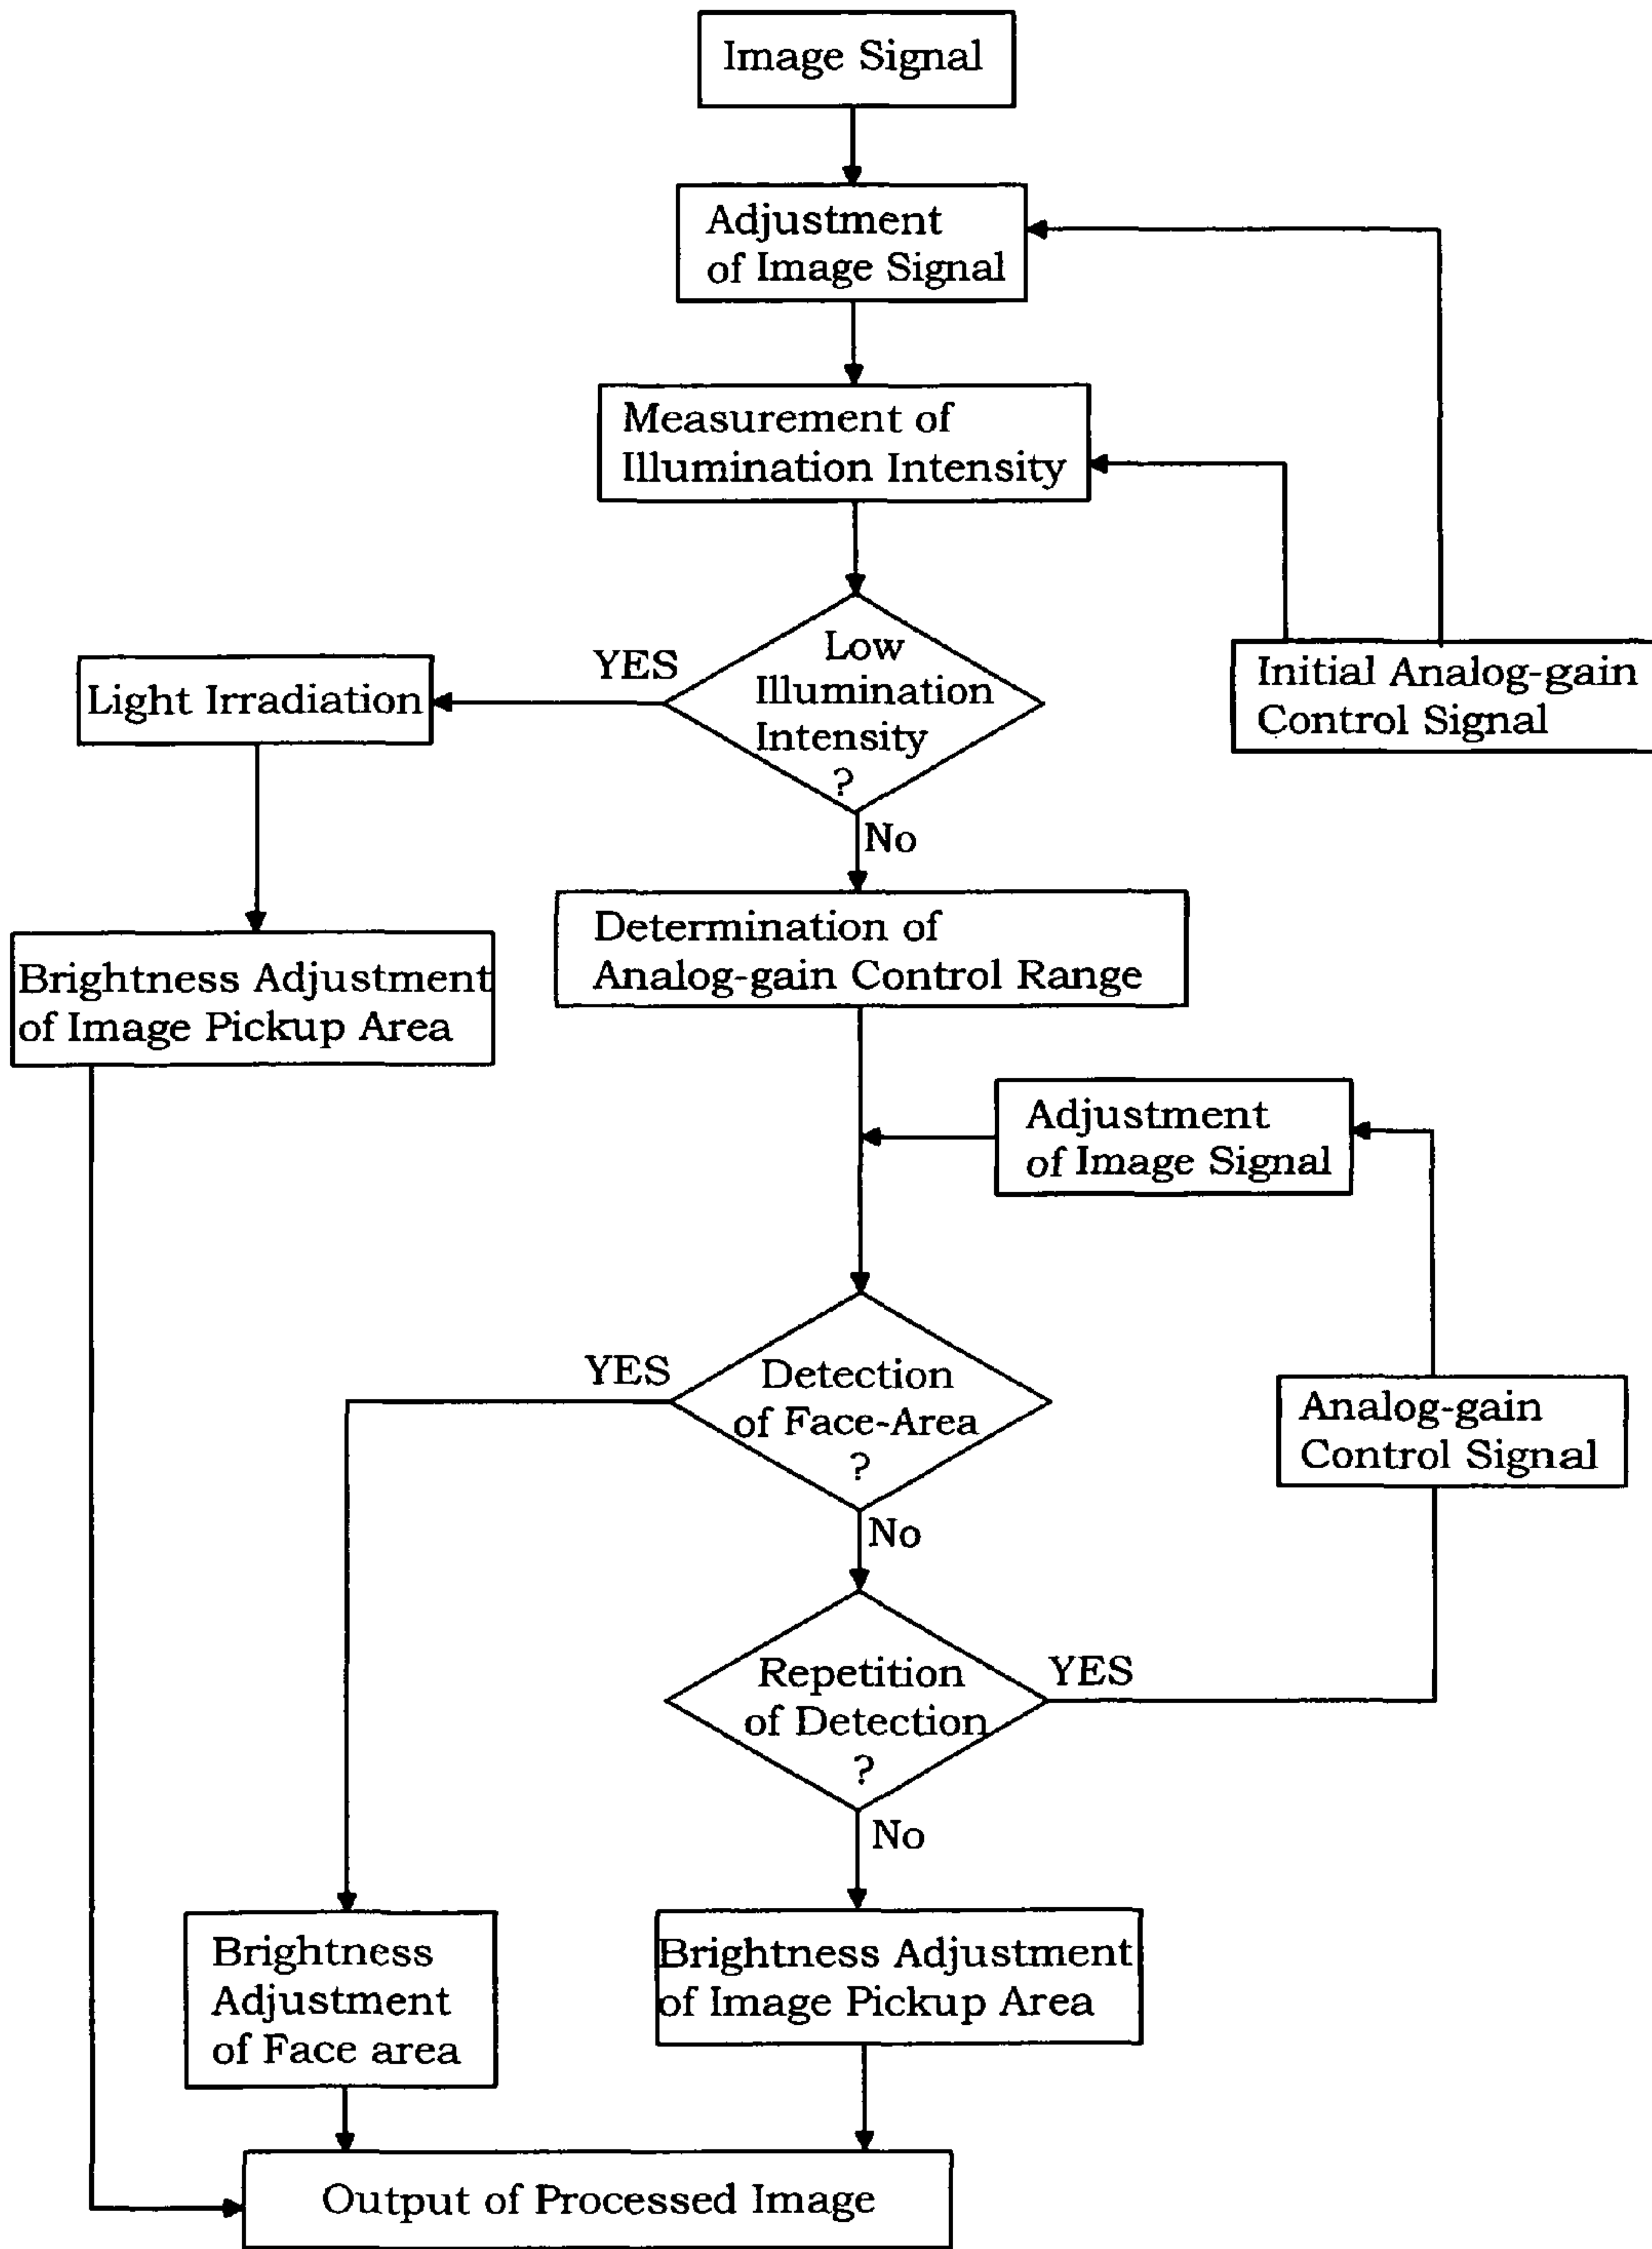 Image Signal
Adjustment
of Image Signal
Measurement of
Illumination Intensity
Low
Illumination
Intensity
?
YES
Light Irradiation
Initial Analog-gain
Control Signal
No
Determination of
Analog-gain Control Range
Brightness Adjustment
of Image Pickup Area
Adjustment
of Image Signal
YES
Detection
of Face-Area
?
Analog-gain
Control Signal
No
Repetition
of Detection
?
YES
No
Brightness
Adjustment
of Face area
Brightness Adjustment
of Image Pickup Area
Output of Processed Image